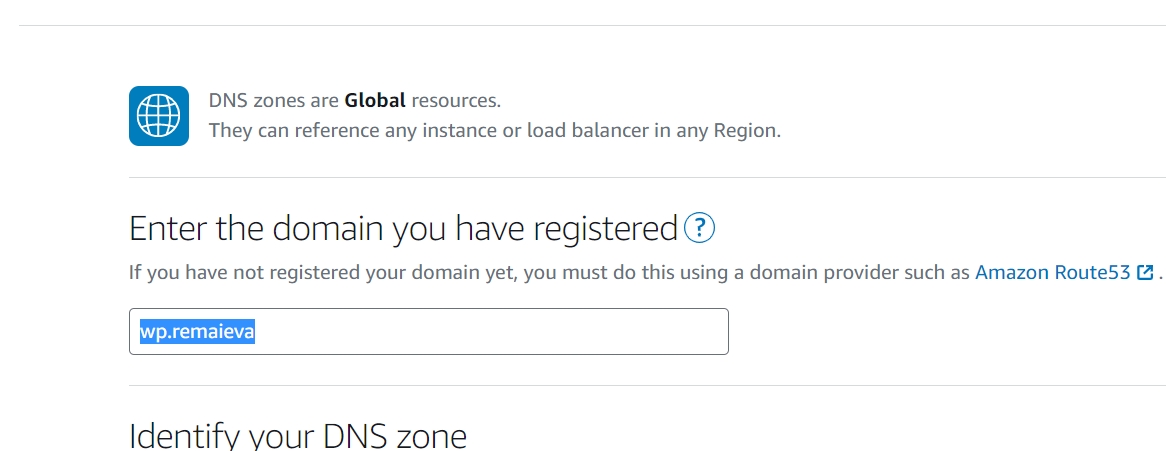 DNS zones are Global resources.
They can reference any instance or load balancer in any Region.
Enter the domain you have registered ?
If you have not registered your domain yet, you must do this using a domain provider such as Amazon Route53 .
wp.remaieva
Identify your DNS zone